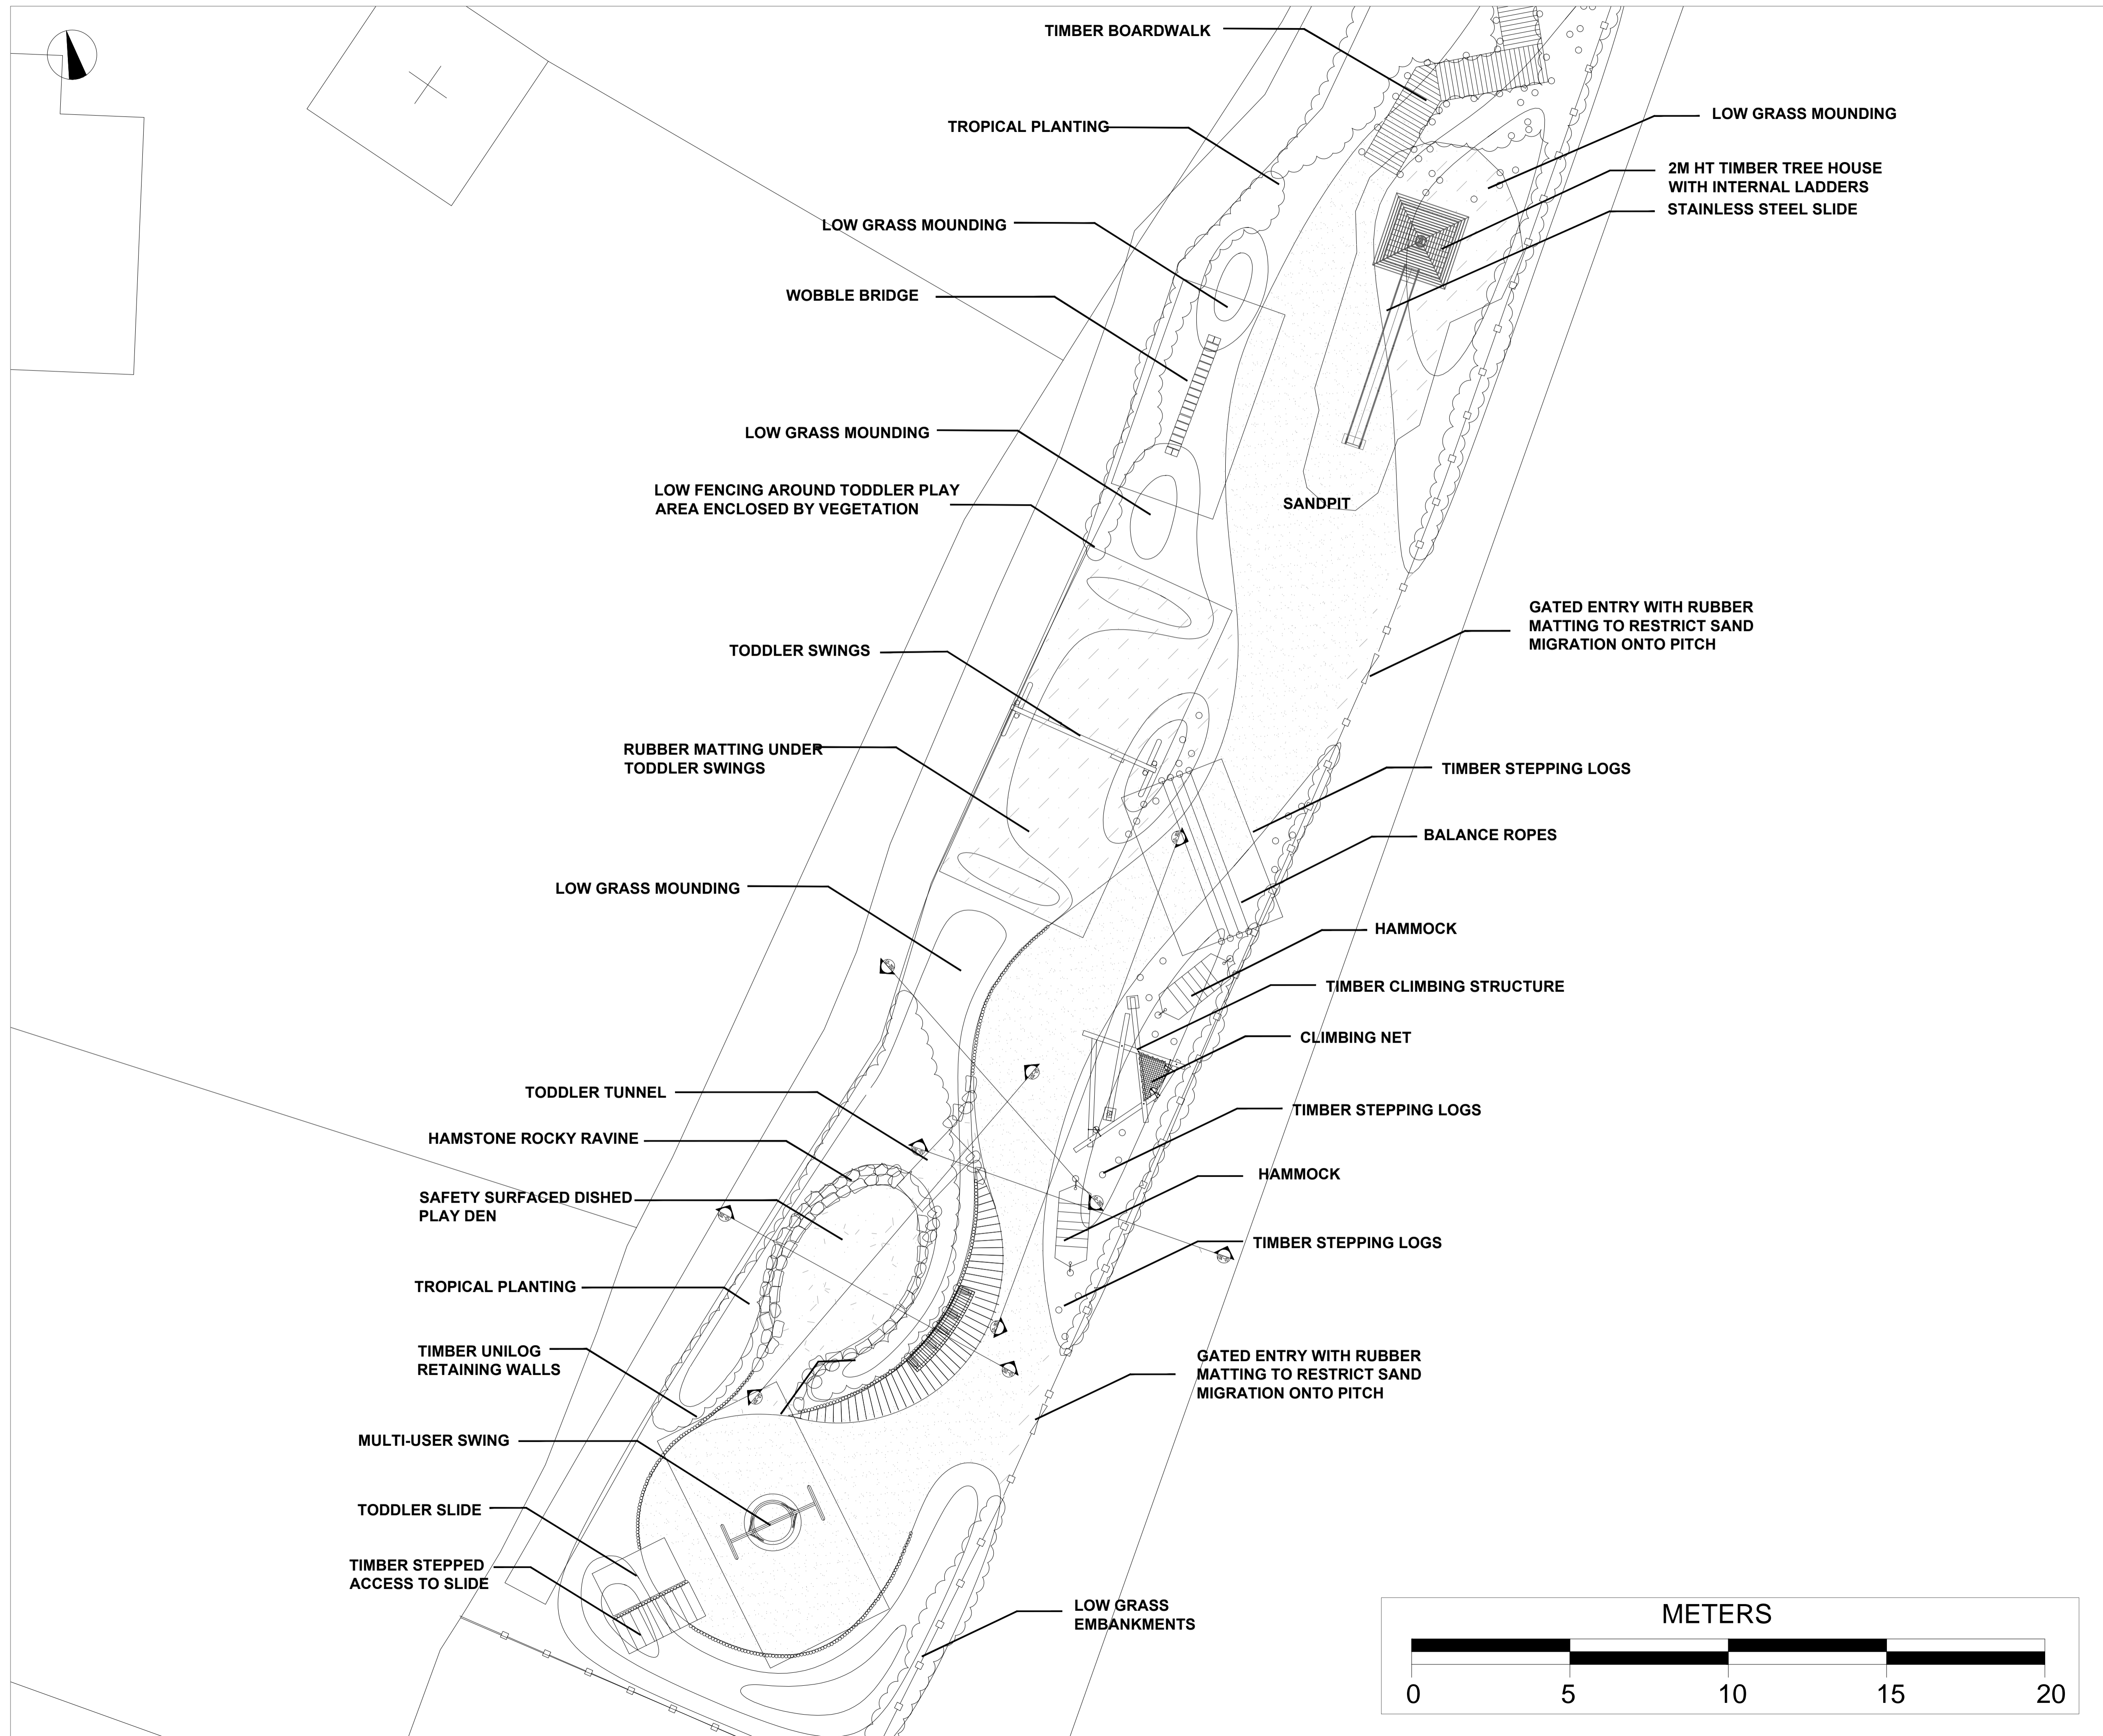 TIMBER BOARDWALK
LOW GRASS MOUNDING
TROPICAL PLANTING
2M HT TIMBER TREE HOUSE
WITH INTERNAL LADDERS
STAINLESS STEEL SLIDE
LOW GRASS MOUNDING
WOBBLE BRIDGE
LOW GRASS MOUNDING
LOW FENCING AROUND TODDLER PLAY
AREA ENCLOSED BY VEGETATION
SANDPIT
GATED ENTRY WITH RUBBER
MATTING TO RESTRICT SAND
MIGRATION ONTO PITCH
TODDLER SWINGS
RUBBER MATTING UNDER
TODDLER SWINGS
TIMBER STEPPING LOGS
BALANCE ROPES
LOW GRASS MOUNDING
HAMMOCK
TIMBER CLIMBING STRUCTURE
CLIMBING NET
TODDLER TUNNEL
TIMBER STEPPING LOGS
HAMSTONE ROCKY RAVINE
HAMMOCK
SAFETY SURFACED DISHED
PLAY DEN
TIMBER STEPPING LOGS
TROPICAL PLANTING
TIMBER UNILOG
RETAINING WALLS
GATED ENTRY WITH RUBBER
MATTING TO RESTRICT SAND
MIGRATION ONTO PITCH
MULTI-USER SWING
TODDLER SLIDE
TIMBER STEPPED
ACCESS TO SLIDE
LOW GRASS
EMBANKMENTS
METERS
0 5 10 15 20